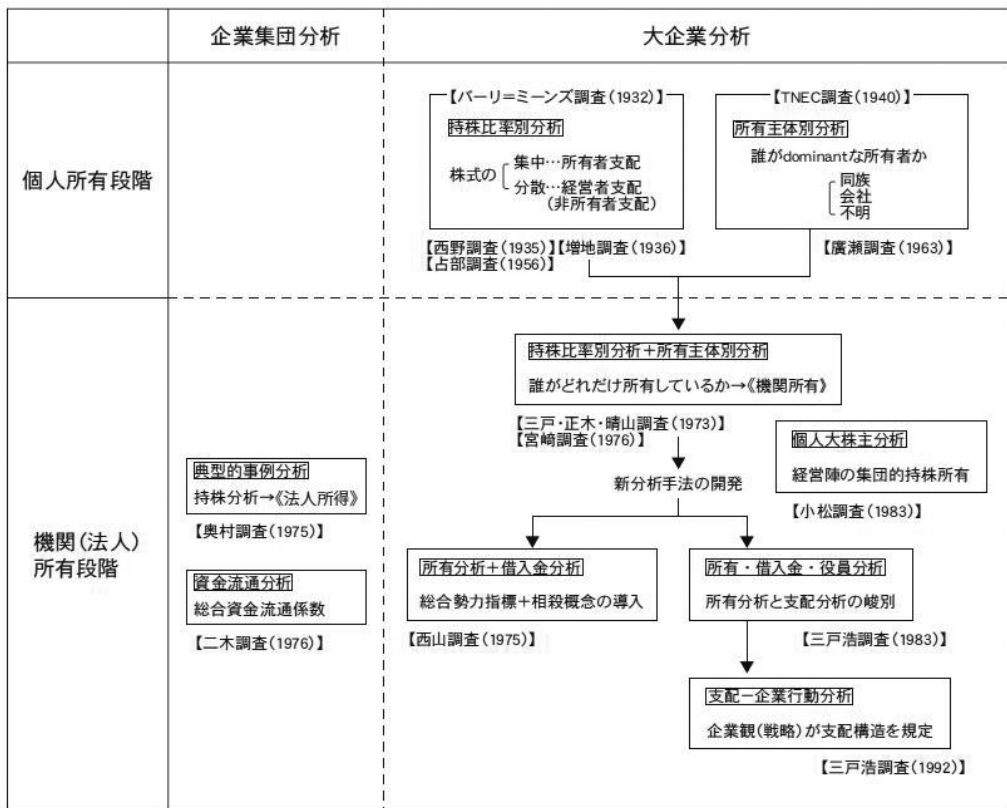 企業集団分析
大企業分析
個人所有段階
【バーリ=ミーンズ調査(1932)】
持株比率別分析
株式の
集中…所有者支配
分散…経営者支配
(非所有者支配)
【TNEC調査(1940)】
所有主体別分析
誰がdominantな所有者か
同族
会社
不明
【西野調査(1935)】【増地調査(1936)】
【占部調査(1956)】
【廣瀬調査(1963)】
機関(法人)
所有段階
典型的事例分析
持株分析→《法人所得》
【奥村調査(1975)】
資金流通分析
総合資金流通係数
【二木調査(1976)】
持株比率別分析+所有主体別分析
誰がどれだけ所有しているか→《機関所有》
【三戸・正木・晴山調査(1973)】
【宮﨑調査(1976)】
新分析手法の開発
個人大株主分析
経営陣の集団的持株所有
【小松調査(1983)】
所有分析+借入金分析
総合勢力指標+相殺概念の導入
【西山調査(1975)】
所有・借入金・役員分析
所有分析と支配分析の峻別
【三戸浩調査(1983)】
支配−企業行動分析
企業観(戦略)が支配構造を規定
【三戸浩調査(1992)】